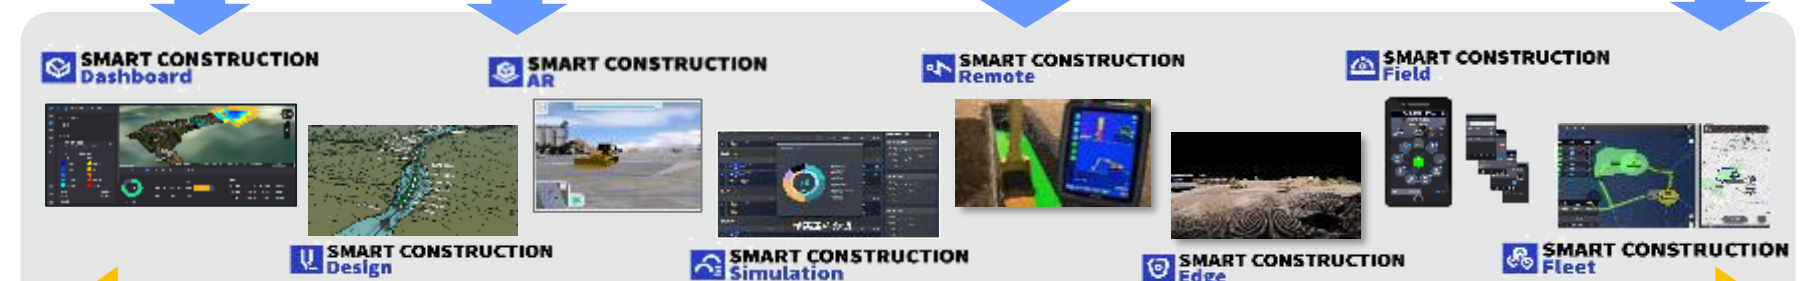 SMART CONSTRUCTION
Dashboard
SMART CONSTRUCTION
AR
SMART CONSTRUCTION
Remote
SMART CONSTRUCTION
Field
SMART CONSTRUCTION
Design
SMART CONSTRUCTION
Simulation
SMART CONSTRUCTION
Edge
SMART CONSTRUCTION
Fleet